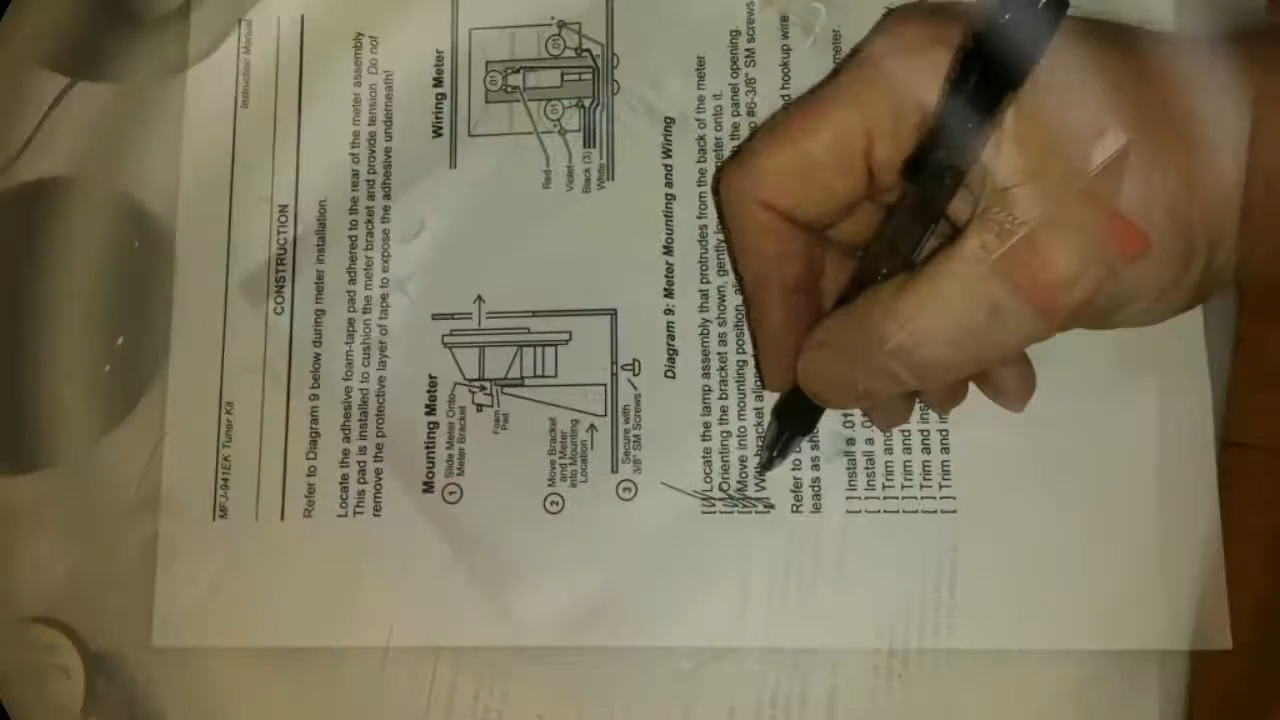 MFJ-941EK Tuner Kit
Instruction Manual
CONSTRUCTION
Refer to Diagram 9 below during meter installation.
Locate the adhesive foam-tape pad adhered to the rear of the meter assembly
This pad is installed to cushion the meter bracket and provide tension. Do not
remove the protective layer of tape to expose the adhesive underneath!
Mounting Meter
1 Slide Meter Onto
Meter Bracket
Foam
Pad
2 Move Bracket
and Meter
into Mounting
Location
3 Secure with
3/8" SM Screws
Wiring Meter
.01
.01
.01
Red
Violet
Black (3)
White
Diagram 9: Meter Mounting and Wiring
[ ] Locate the lamp assembly that protrudes from the back of the meter.
[ ] Orienting the bracket as shown, gently meter onto it.
[ ] Move into mounting position, the panel opening.
[ ] With bracket #6-3/8" SM screws
Refer to hookup wire
leads as meter.
[ ] Install a .01
[ ] Install a
[ ] Trim and
[ ] Trim and
[ ] Trim and
[ ] Trim and